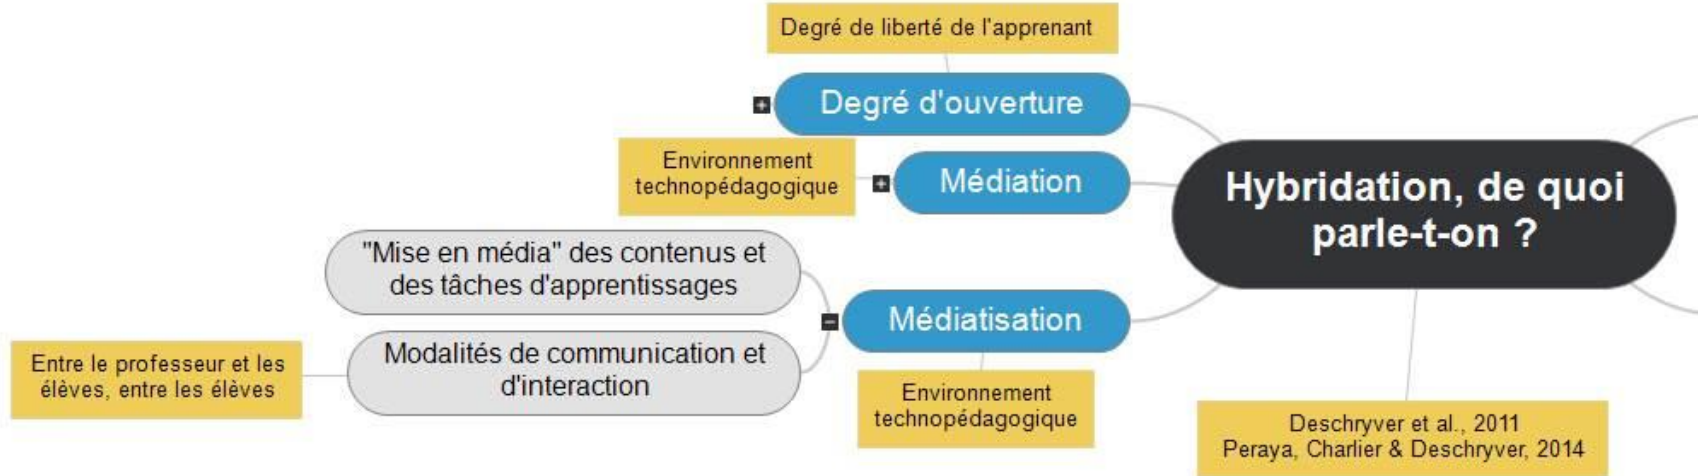 Degré de liberté de l'apprenant
Degré d'ouverture
Environnement
technopédagogique
Médiation
Hybridation, de quoi
parle-t-on ?
"Mise en média" des contenus et
des tâches d'apprentissages
Médiatisation
Modalités de communication et
d'interaction
Entre le professeur et les
élèves, entre les élèves
Environnement
technopédagogique
Deschryver et al., 2011
Peraya, Charlier & Deschryver, 2014